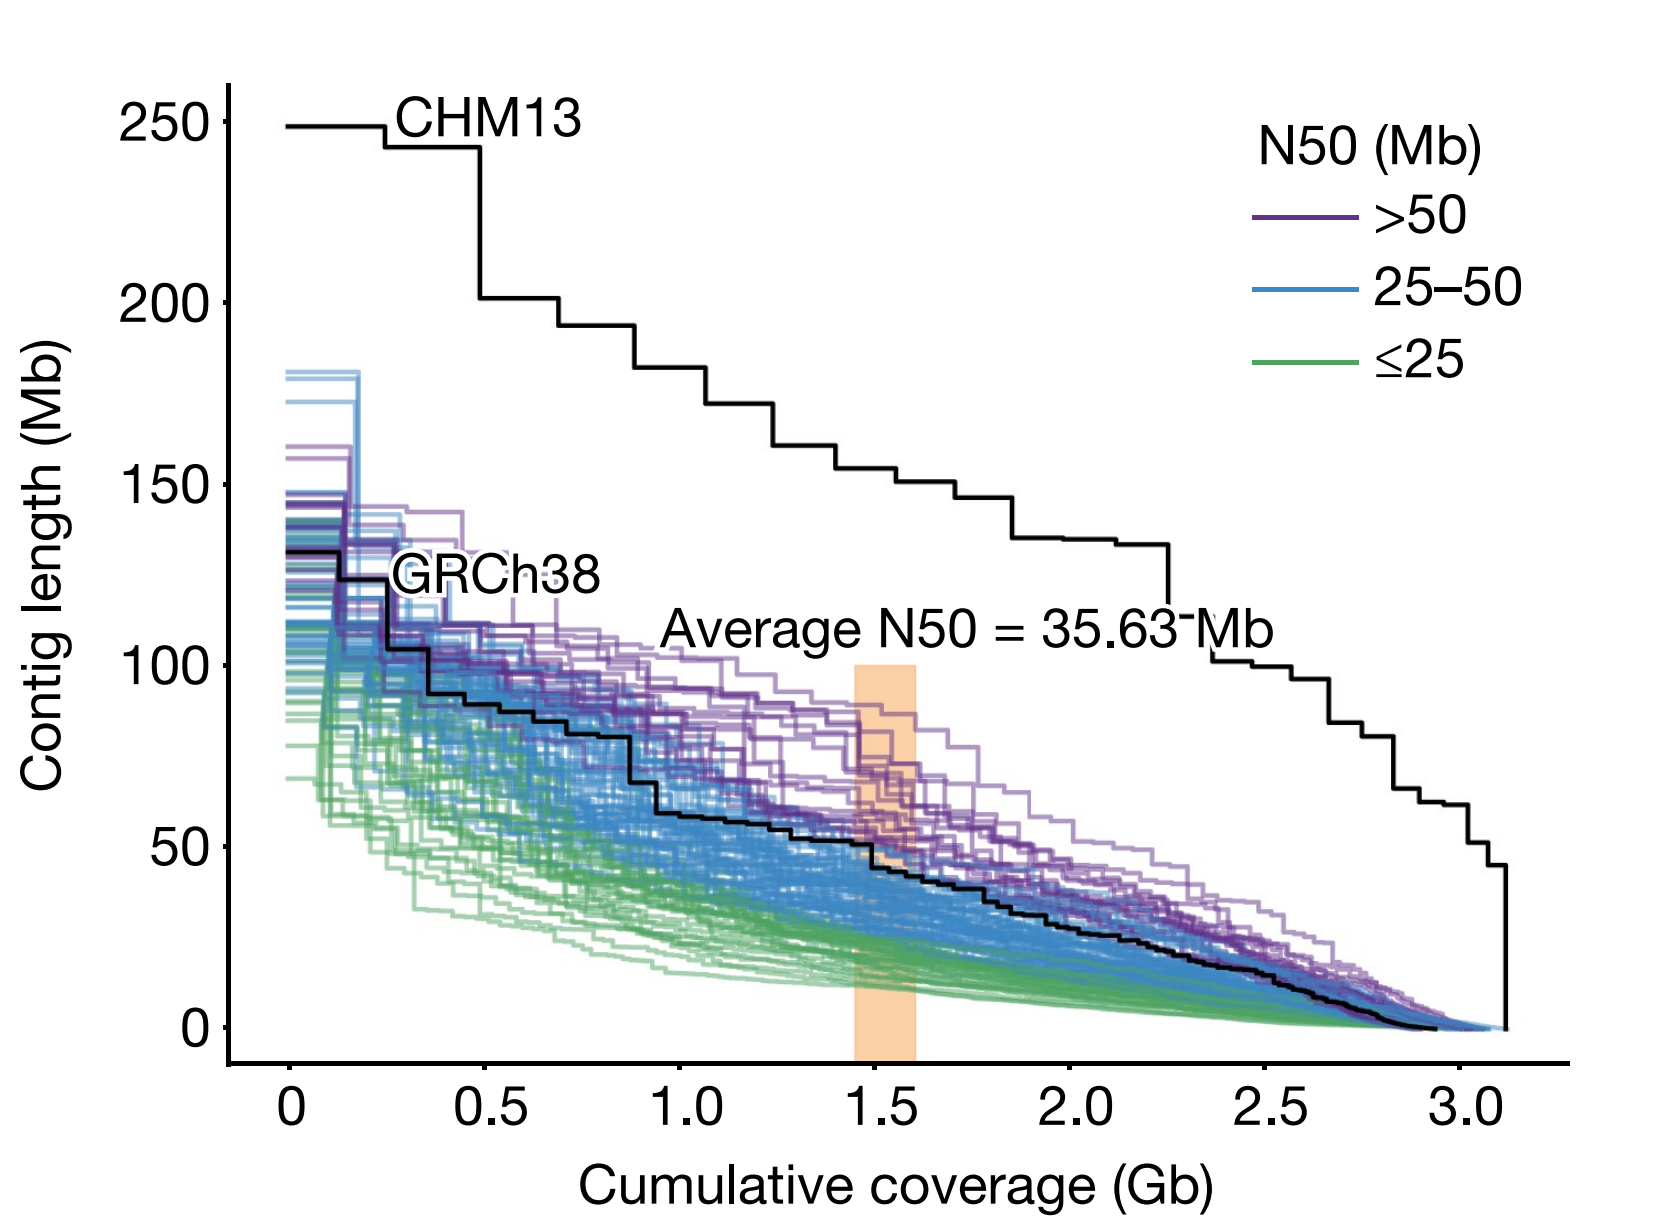 250
200
150
100
50
0
Contig length (Mb)
CHM13
GRCh38
Average N50 = 35.63 Mb
N50 (Mb)
>50
25–50
≤25
0 0.5 1.0 1.5 2.0 2.5 3.0
Cumulative coverage (Gb)